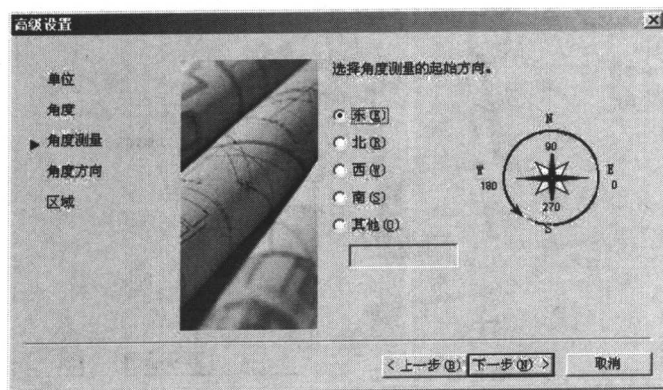 高级设置
单位
角度
角度测量
角度方向
区域
选择角度测量的起始方向。
东(E)
北(N)
西(W)
南(S)
其他(O)
N
90
W
180
E
0
270
S
< 上一步(B)
下一步(N) >
取消